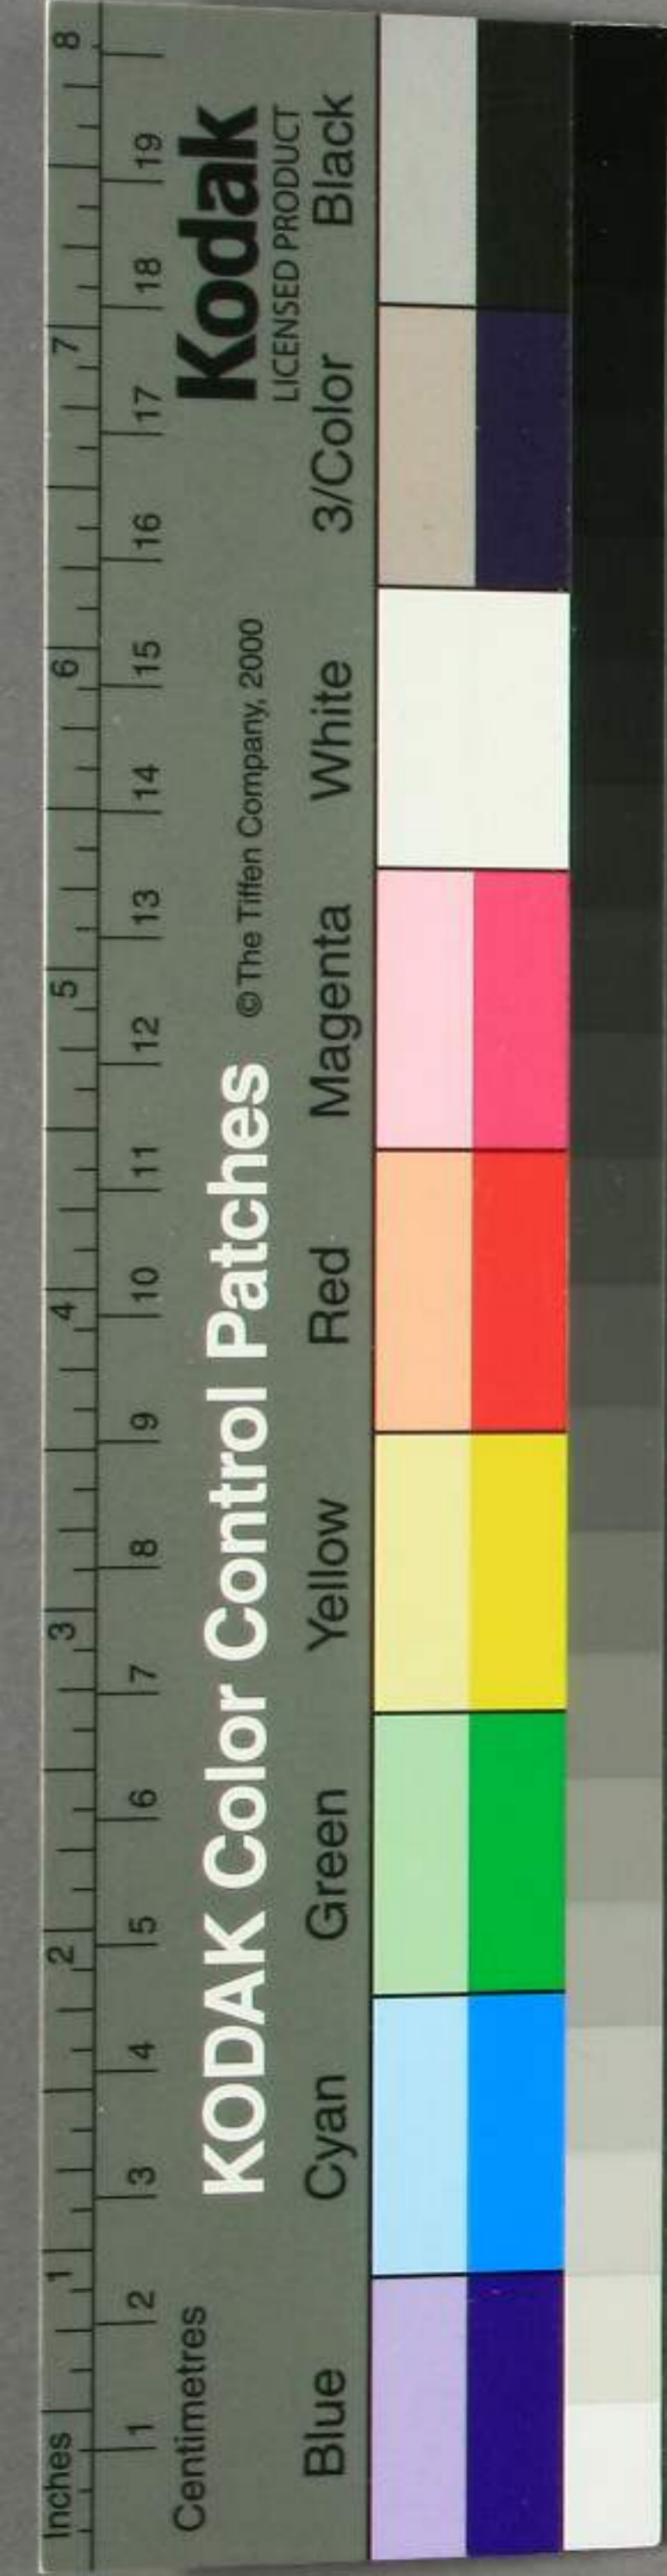 Inches 1 2 3 4 5 6 7 8
1 2 3 4 5 6 7 8 9 10 11 12 13 14 15 16 17 18 19
Centimetres
KODAK Color Control Patches © The Tiffen Company, 2000 Kodak
LICENSED PRODUCT
Blue Cyan Green Yellow Red Magenta White 3/Color Black